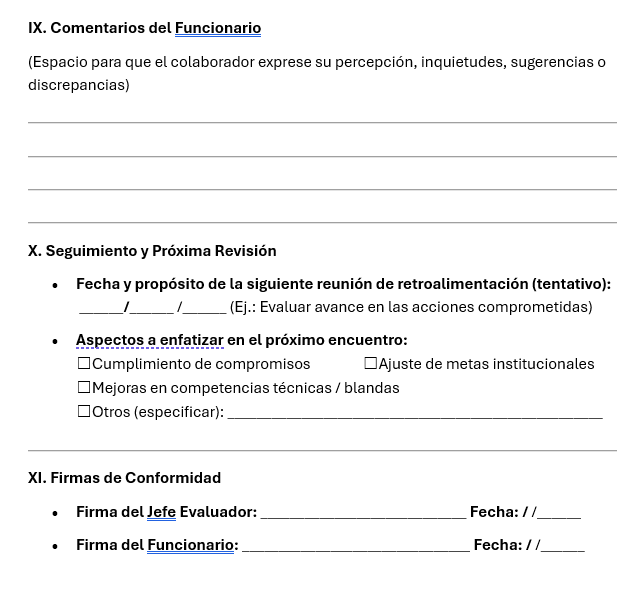 IX. Comentarios del Funcionario
(Espacio para que el colaborador exprese su percepción, inquietudes, sugerencias o
discrepancias)
X. Seguimiento y Próxima Revisión
• Fecha y propósito de la siguiente reunión de retroalimentación (tentativo):
______/______ /______ (Ej.: Evaluar avance en las acciones comprometidas)
• Aspectos a enfatizar en el próximo encuentro:
☐Cumplimiento de compromisos ☐Ajuste de metas institucionales
☐Mejoras en competencias técnicas / blandas
☐Otros (especificar): ____________________________________________________
XI. Firmas de Conformidad
• Firma del Jefe Evaluador: ____________________________ Fecha: / /______
• Firma del Funcionario: _______________________________ Fecha: / /______